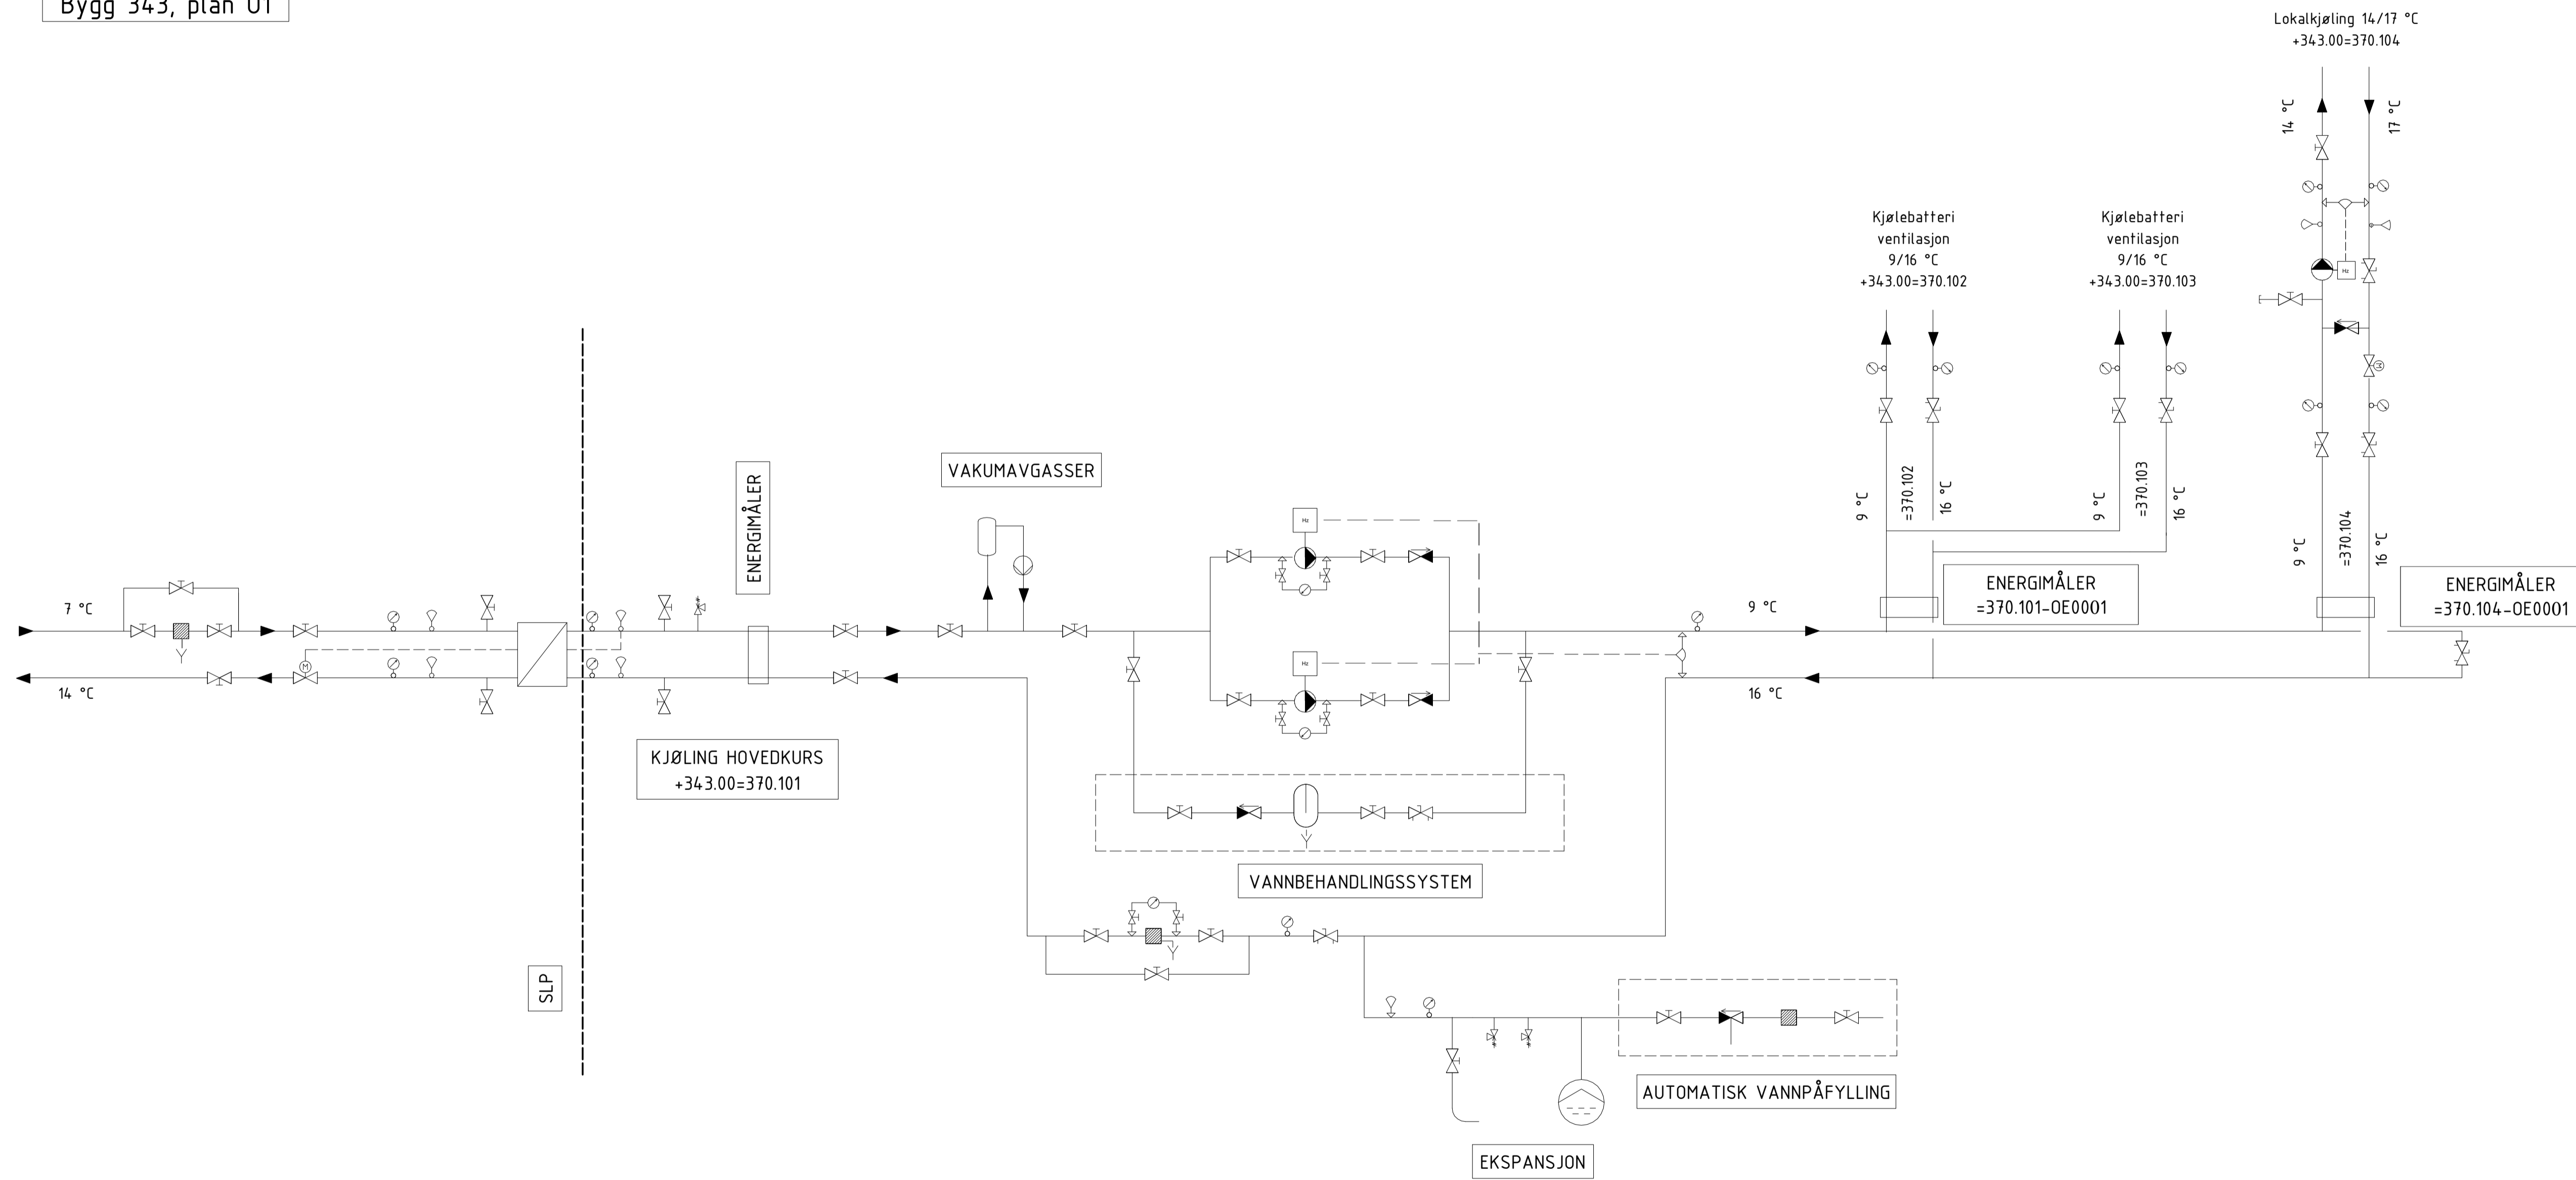 Bygg 343, plan U1
Lokalkjøling 14/17 °C
+343.00=370.104
14 °C
17 °C
Kjølebatteri
ventilasjon
9/16 °C
+343.00=370.102
Kjølebatteri
ventilasjon
9/16 °C
+343.00=370.103
Hz
M
9 °C
=370.102
16 °C
9 °C
=370.103
16 °C
9 °C
=370.104
16 °C
VAKUMAVGASSER
ENERGIMÅLER
Hz
ENERGIMÅLER
=370.101-OE0001
ENERGIMÅLER
=370.104-OE0001
7 °C
9 °C
Hz
M
14 °C
16 °C
KJØLING HOVEDKURS
+343.00=370.101
VANNBEHANDLINGSSYSTEM
SLP
AUTOMATISK VANNPÅFYLLING
EKSPANSJON